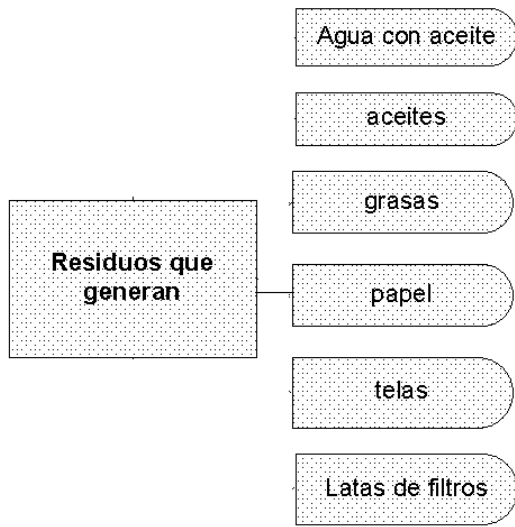 Agua con aceite
aceites
grasas
Residuos que
generan
papel
telas
Latas de filtros